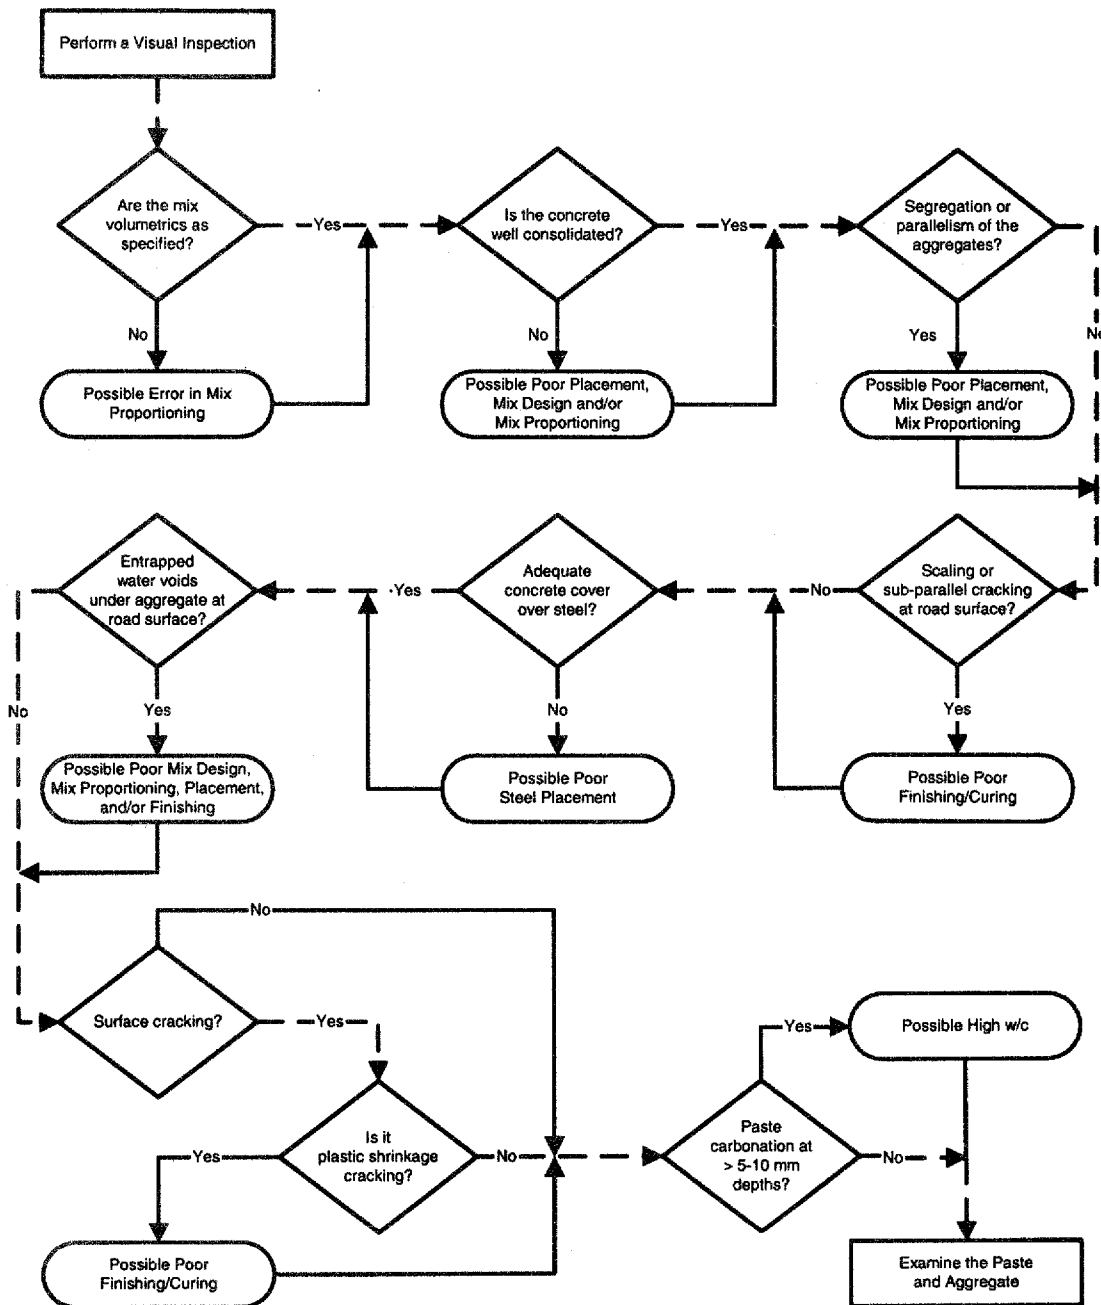 Perform a Visual Inspection
Are the mix
volumetrics as
specified?
Yes
No
Possible Error in Mix
Proportioning
Is the concrete
well consolidated?
Yes
No
Possible Poor Placement,
Mix Design and/or
Mix Proportioning
Segregation or
parallelism of the
aggregates?
No
Yes
Possible Poor Placement,
Mix Design and/or
Mix Proportioning
Scaling or
sub-parallel cracking
at road surface?
No
Yes
Possible Poor
Finishing/Curing
Adequate
concrete cover
over steel?
Yes
No
Possible Poor
Steel Placement
Entrapped
water voids
under aggregate at
road surface?
No
Yes
Possible Poor Mix Design,
Mix Proportioning, Placement,
and/or Finishing
Surface cracking?
No
Yes
Is it
plastic shrinkage
cracking?
Yes
No
Possible Poor
Finishing/Curing
Paste
carbonation at
> 5-10 mm
depths?
Yes
No
Possible High w/c
Examine the Paste
and Aggregate